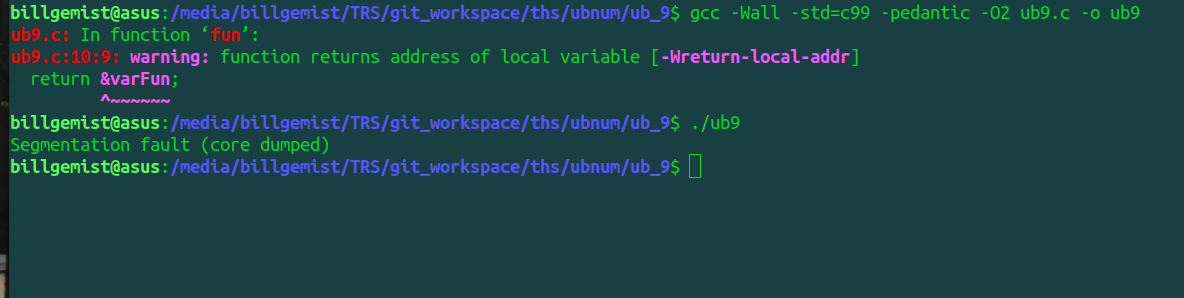 billgemist@asus:/media/billgemist/TRS/git_workspace/ths/ubnum/ub_9$ gcc -Wall -std=c99 -pedantic -O2 ub9.c -o ub9
ub9.c: In function ‘fun’:
ub9.c:10:9: warning: function returns address of local variable [-Wreturn-local-addr]
  return &varFun;
         ^~~~~~~
billgemist@asus:/media/billgemist/TRS/git_workspace/ths/ubnum/ub_9$ ./ub9
Segmentation fault (core dumped)
billgemist@asus:/media/billgemist/TRS/git_workspace/ths/ubnum/ub_9$